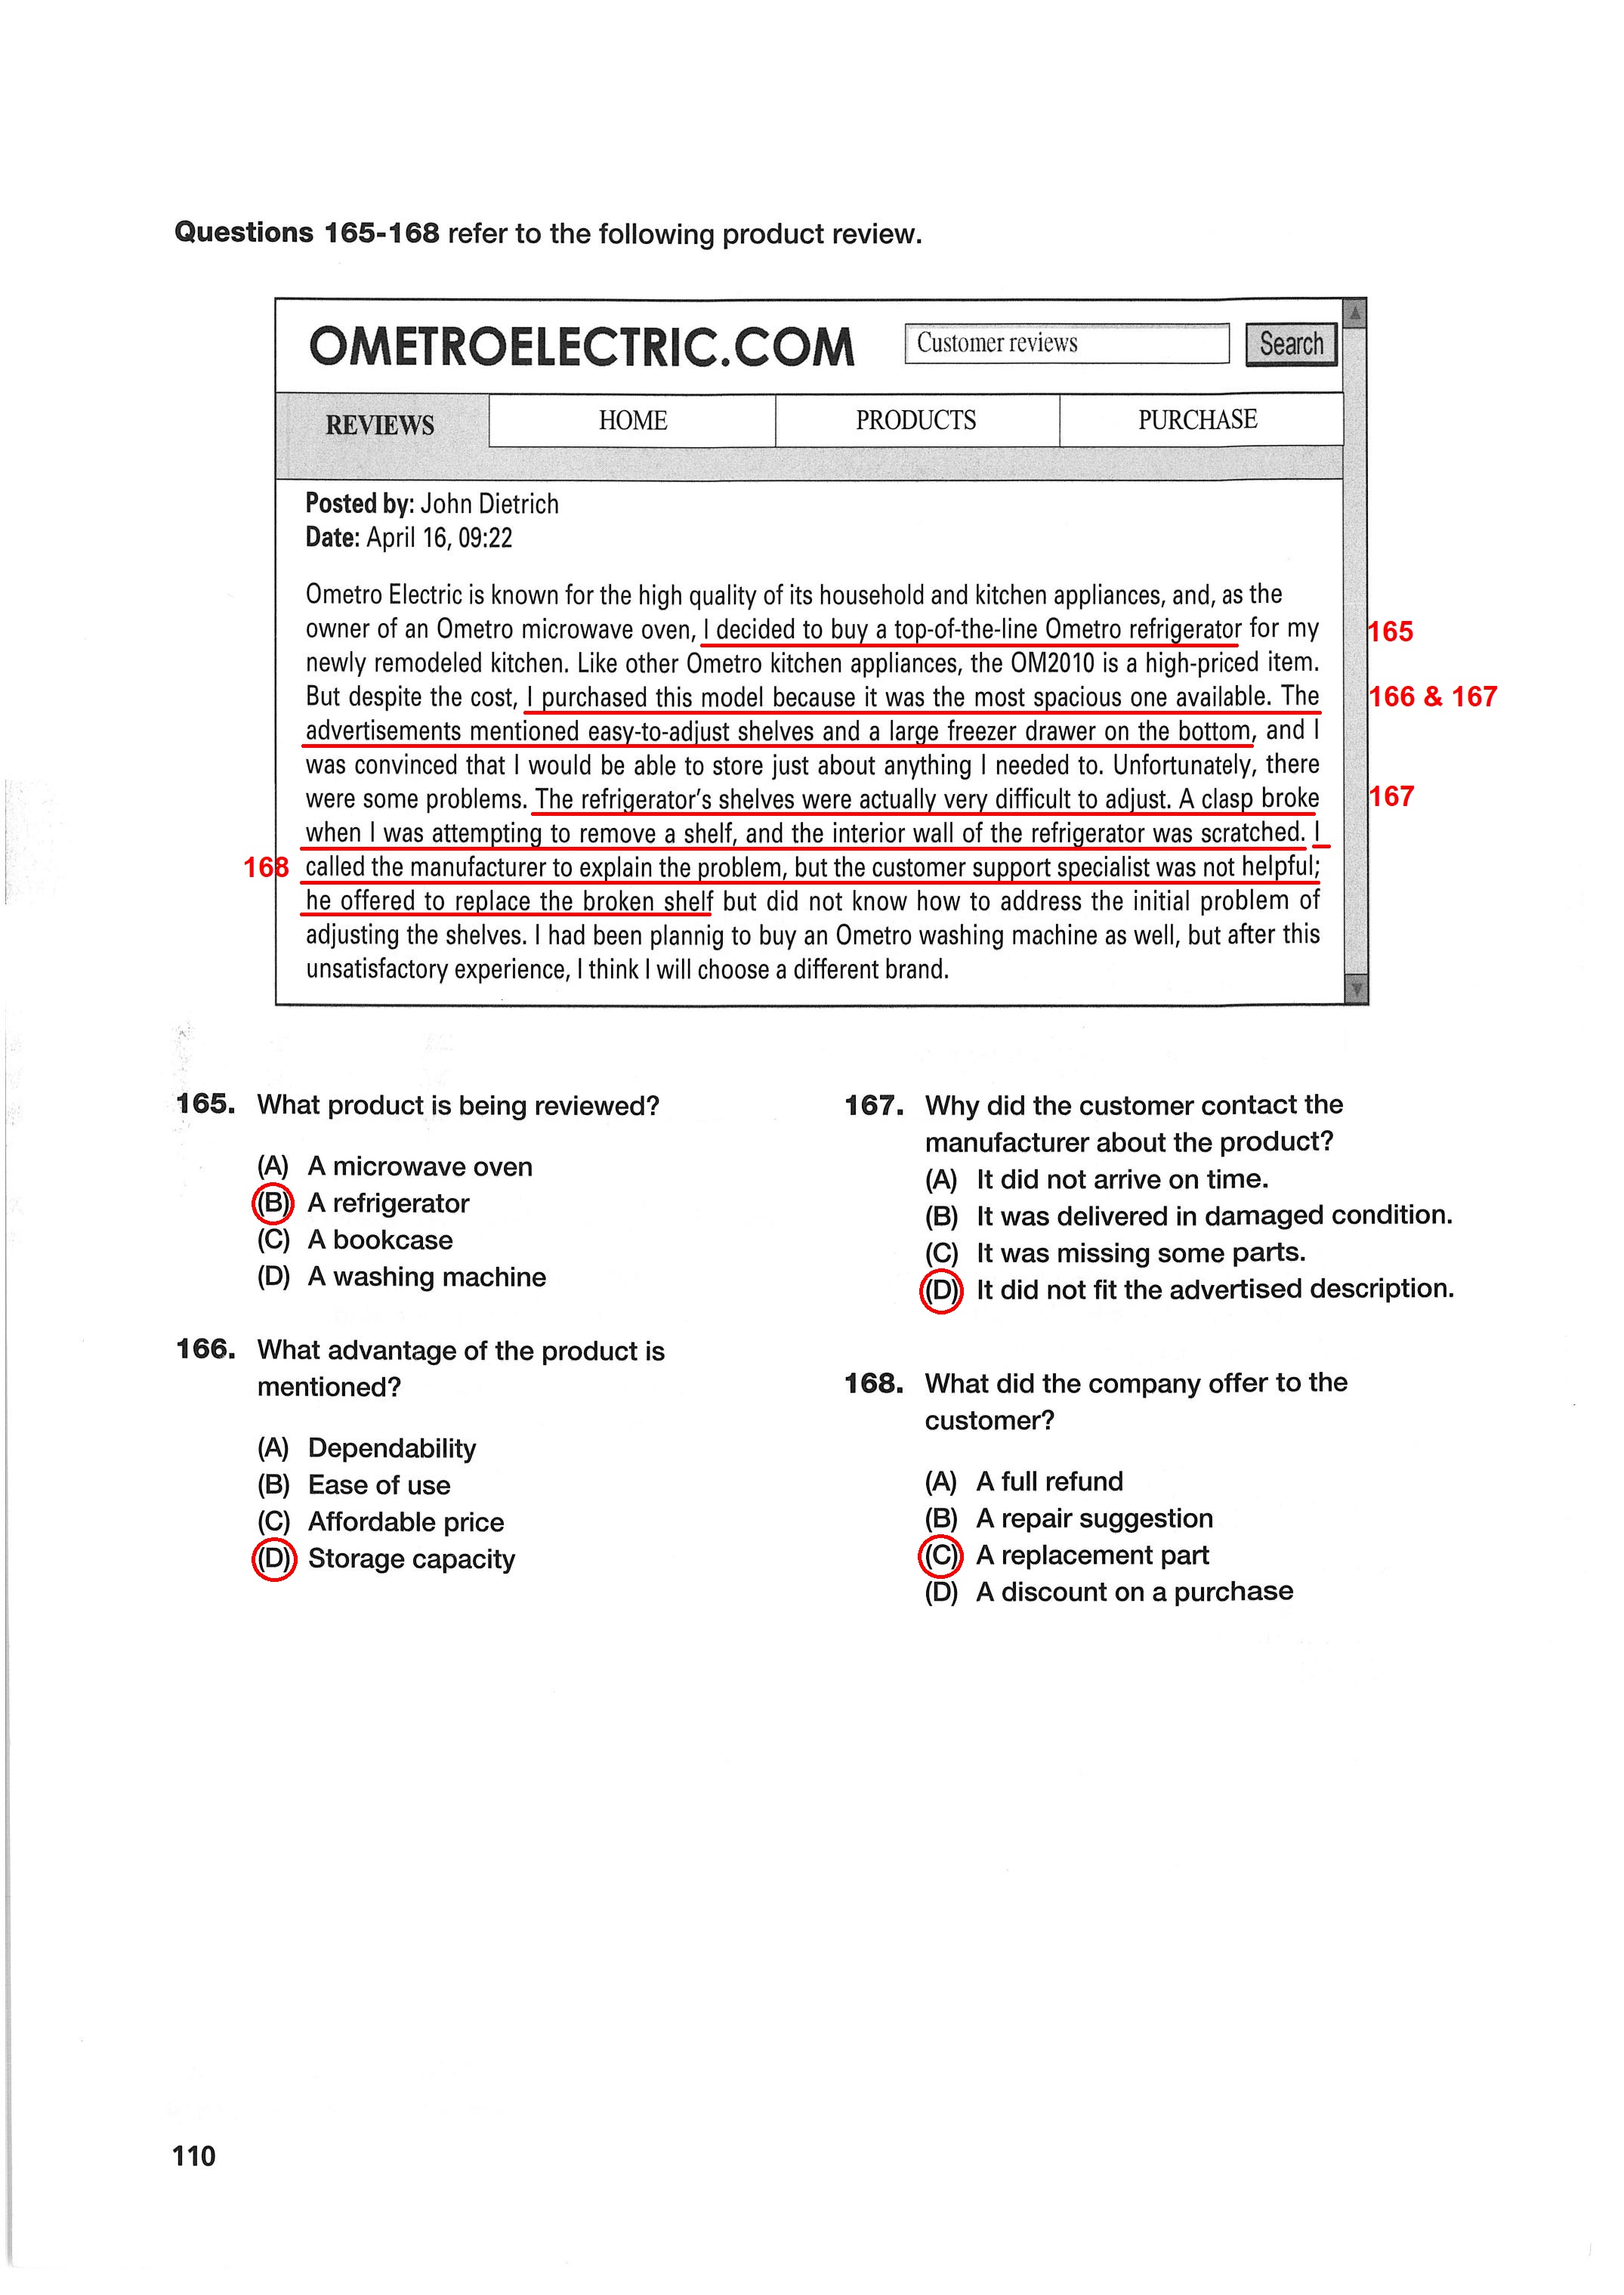 Questions 165-168 refer to the following product review.
OMETROELECTRIC.COM
Customer reviews
Search
REVIEWS
HOME
PRODUCTS
PURCHASE
Posted by: John Dietrich
Date: April 16, 09:22
Ometro Electric is known for the high quality of its household and kitchen appliances, and, as the
owner of an Ometro microwave oven, I decided to buy a top-of-the-line Ometro refrigerator for my
165
newly remodeled kitchen. Like other Ometro kitchen appliances, the OM2010 is a high-priced item.
But despite the cost, I purchased this model because it was the most spacious one available. The
166 & 167
advertisements mentioned easy-to-adjust shelves and a large freezer drawer on the bottom, and I
was convinced that I would be able to store just about anything I needed to. Unfortunately, there
were some problems. The refrigerator's shelves were actually very difficult to adjust. A clasp broke
167
when I was attempting to remove a shelf, and the interior wall of the refrigerator was scratched. I
168
called the manufacturer to explain the problem, but the customer support specialist was not helpful;
he offered to replace the broken shelf but did not know how to address the initial problem of
adjusting the shelves. I had been plannig to buy an Ometro washing machine as well, but after this
unsatisfactory experience, I think I will choose a different brand.
165. What product is being reviewed?
(A) A microwave oven
(B) A refrigerator
(C) A bookcase
(D) A washing machine
166. What advantage of the product is
mentioned?
(A) Dependability
(B) Ease of use
(C) Affordable price
(D) Storage capacity
167. Why did the customer contact the
manufacturer about the product?
(A) It did not arrive on time.
(B) It was delivered in damaged condition.
(C) It was missing some parts.
(D) It did not fit the advertised description.
168. What did the company offer to the
customer?
(A) A full refund
(B) A repair suggestion
(C) A replacement part
(D) A discount on a purchase
110